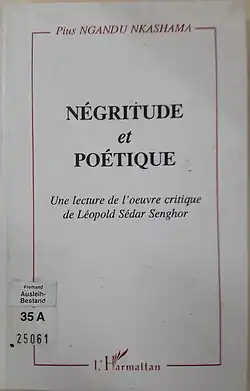 Pius NGANDU NKASHAMA
NÉGRITUDE
et
POÉTIQUE
Une lecture de l'oeuvre critique
de Léopold Sédar Senghor
Freihand
Ausleih-
Bestand
35 A
25061
L'Harmattan